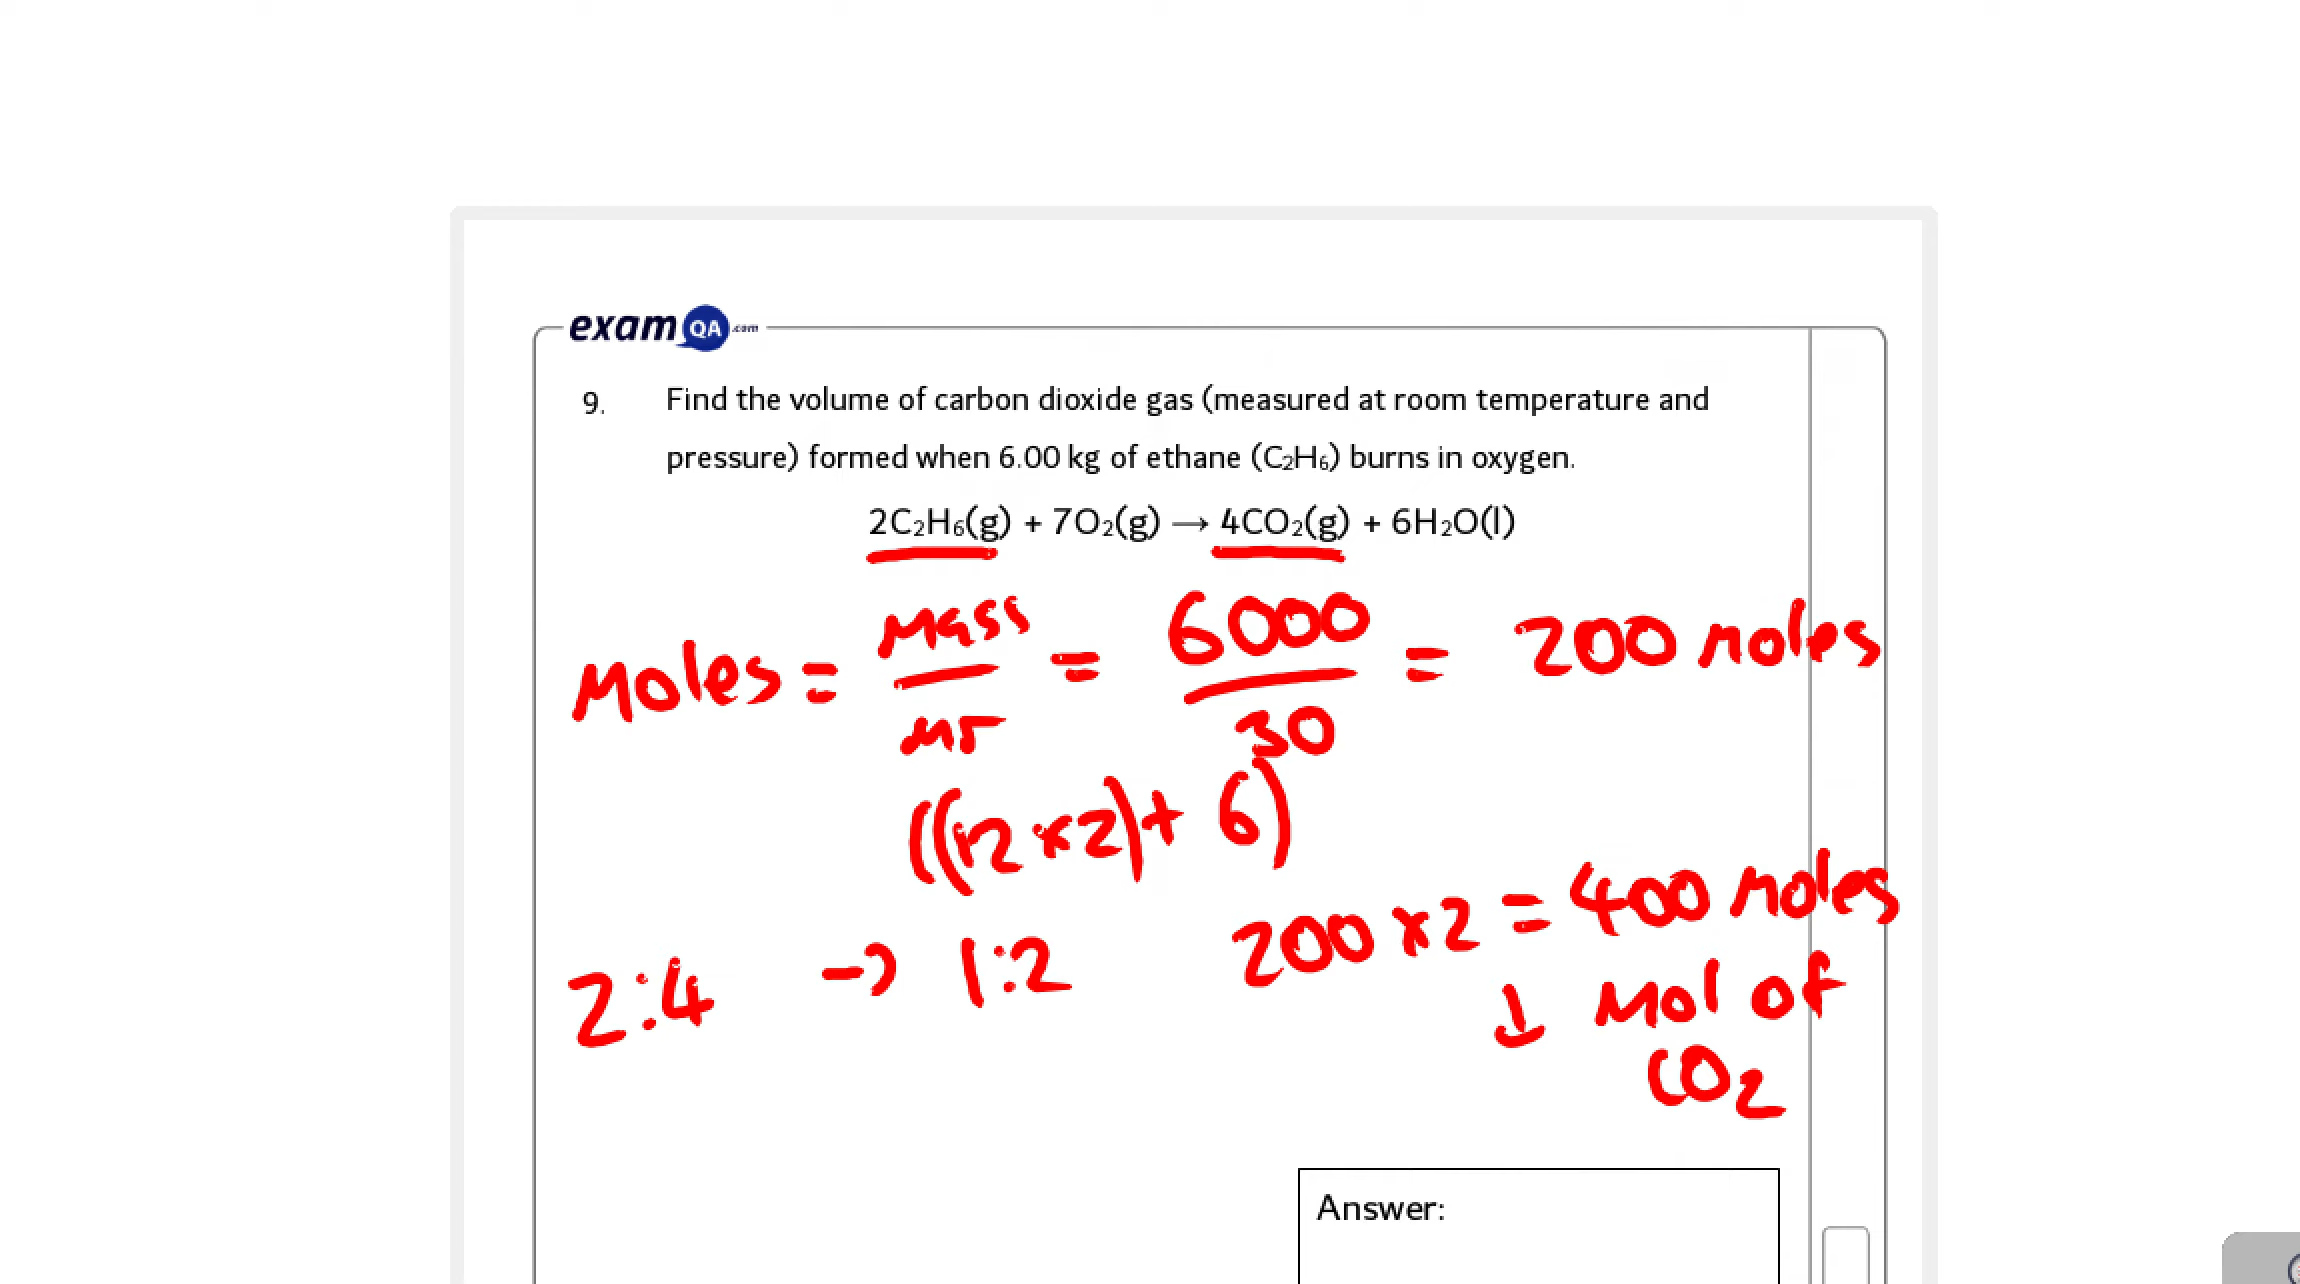 examQA.com
9. Find the volume of carbon dioxide gas (measured at room temperature and
pressure) formed when 6.00 kg of ethane (C₂H₆) burns in oxygen.
2C₂H₆(g) + 7O₂(g) → 4CO₂(g) + 6H₂O(l)
Moles = Mass / Mr = 6000 / 30 = 200 moles
((12×2)+ 6)
200 × 2 = 400 moles
2:4 → 1:2
↓ Mol of
CO₂
Answer: